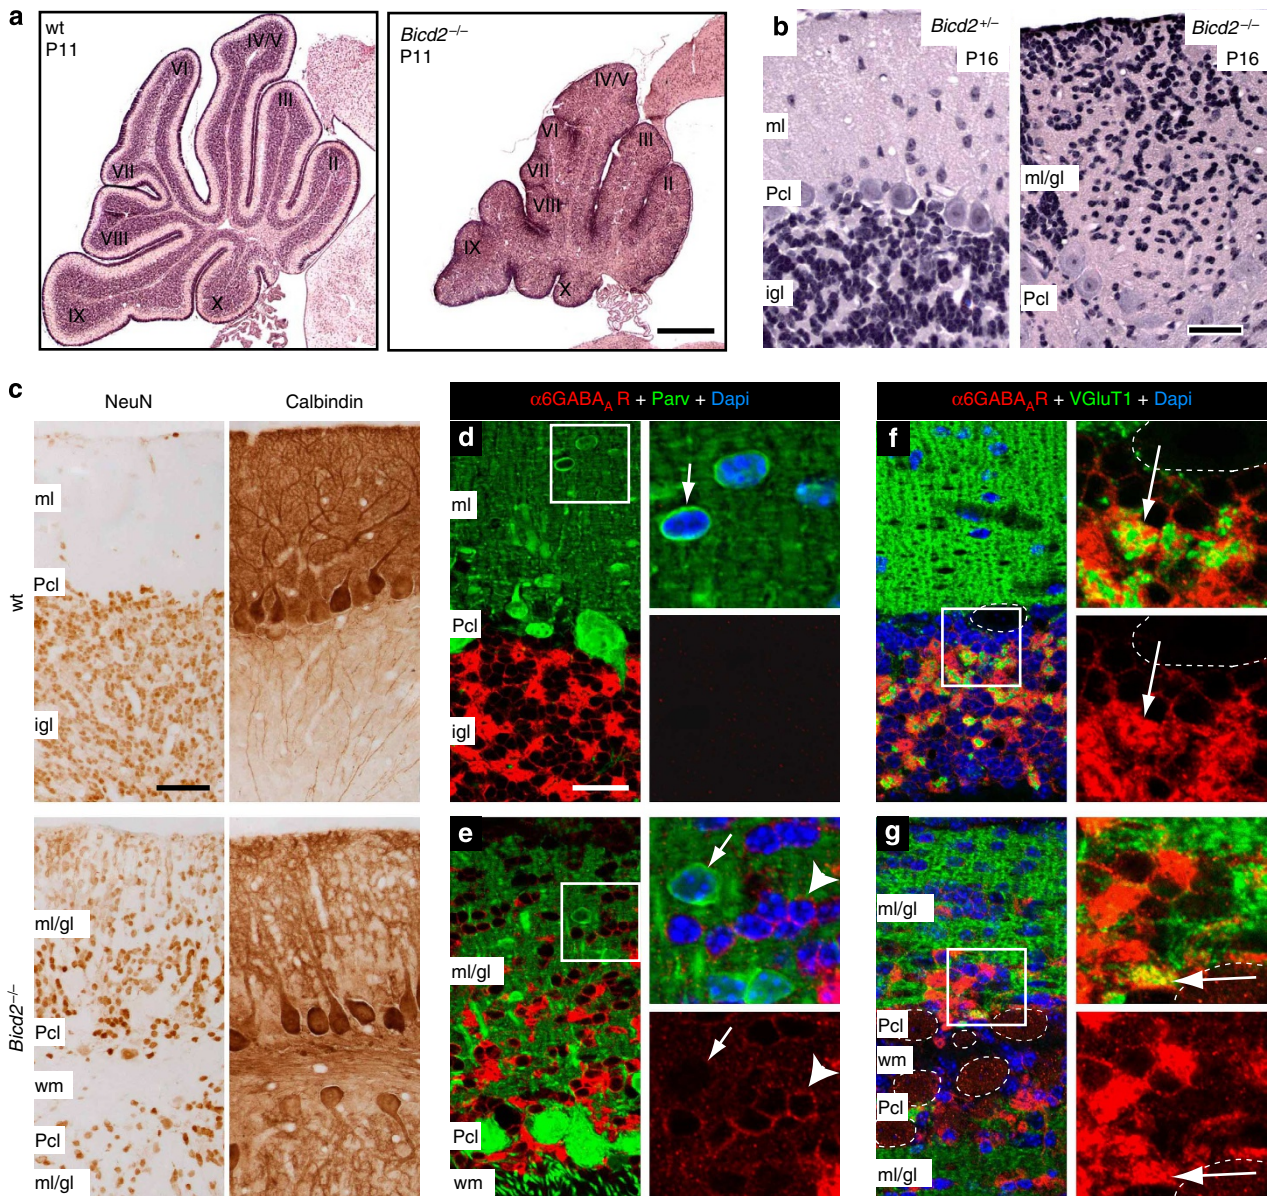 a
wt
P11
II
III
IV/V
VI
VII
VIII
IX
X
Bicd2–/–
P11
II
III
IV/V
VI
VII
VIII
IX
X
b
Bicd2+/–
P16
ml
Pcl
igl
Bicd2–/–
P16
ml/gl
Pcl
c
NeuN
Calbindin
wt
ml
Pcl
igl
Bicd2–/–
ml/gl
Pcl
wm
Pcl
ml/gl
α6GABAA R + Parv + Dapi
d
ml
Pcl
igl
e
ml/gl
Pcl
wm
α6GABAAR + VGluT1 + Dapi
f
g
ml/gl
Pcl
wm
Pcl
ml/gl